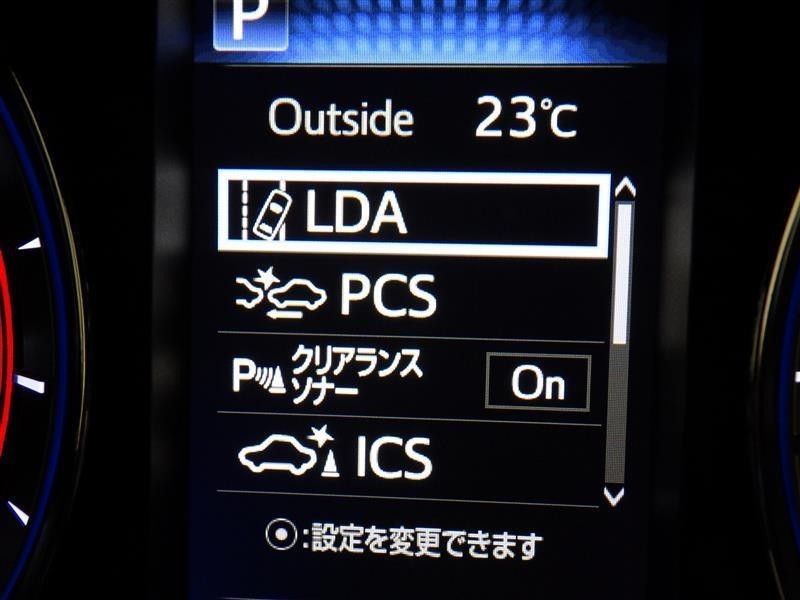 P
Outside 23℃
LDA
PCS
P クリアランス
ソナー On
ICS
⦿:設定を変更できます